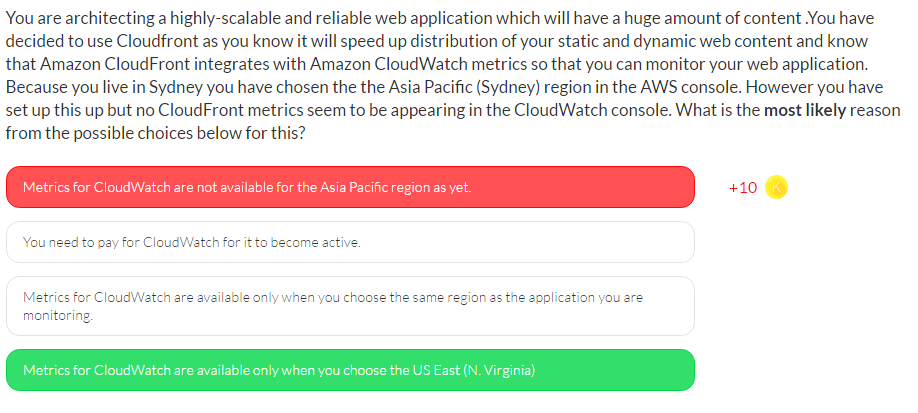 You are architecting a highly-scalable and reliable web application which will have a huge amount of content .You have
decided to use Cloudfront as you know it will speed up distribution of your static and dynamic web content and know
that Amazon CloudFront integrates with Amazon CloudWatch metrics so that you can monitor your web application.
Because you live in Sydney you have chosen the the Asia Pacific (Sydney) region in the AWS console. However you have
set up this up but no CloudFront metrics seem to be appearing in the CloudWatch console. What is the most likely reason
from the possible choices below for this?
Metrics for CloudWatch are not available for the Asia Pacific region as yet.
+10 K
You need to pay for CloudWatch for it to become active.
Metrics for CloudWatch are available only when you choose the same region as the application you are
monitoring.
Metrics for CloudWatch are available only when you choose the US East (N. Virginia)